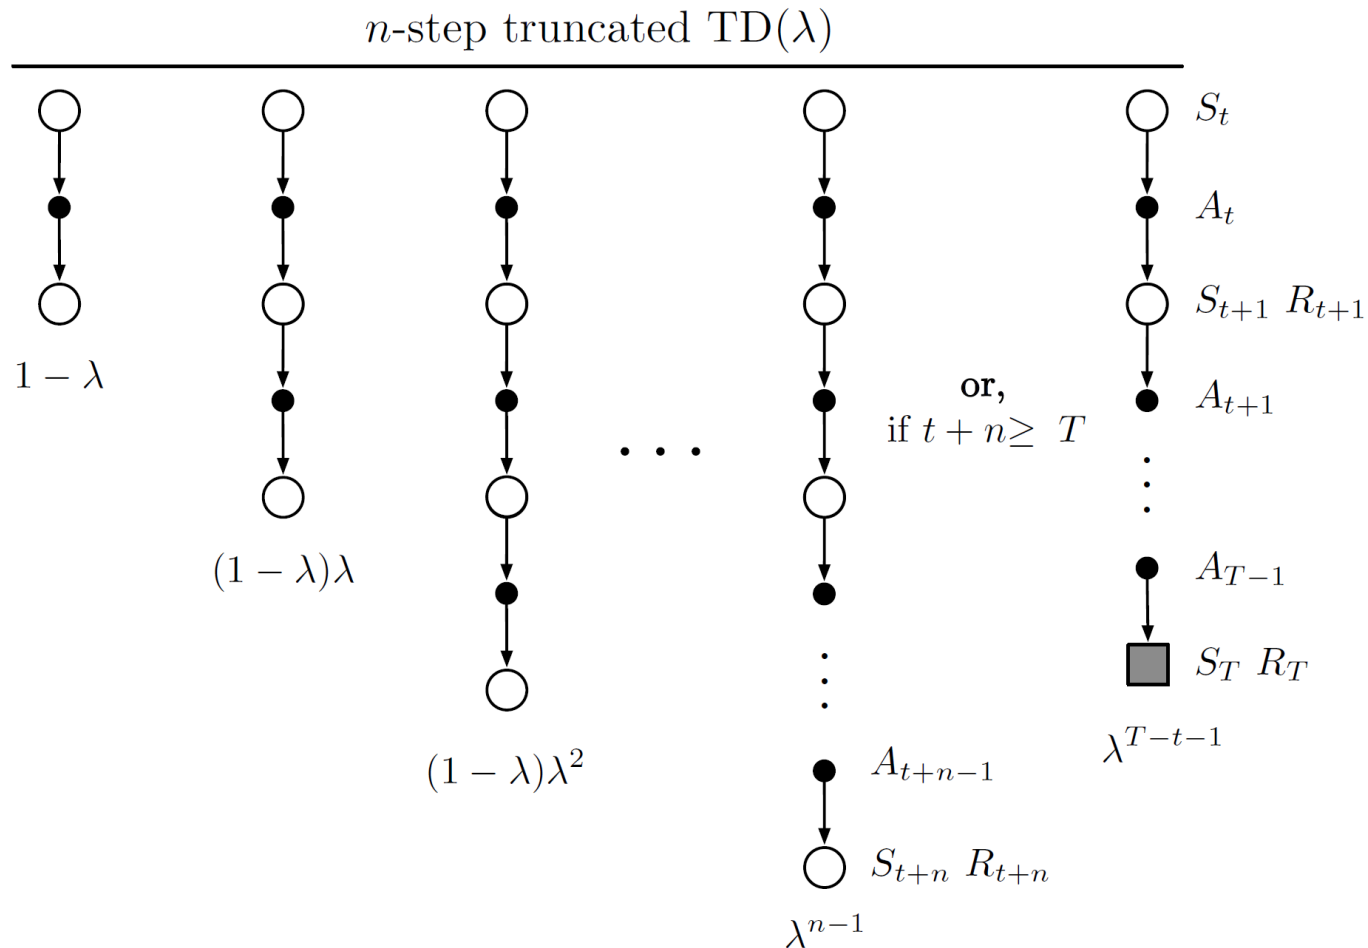 n-step truncated TD(λ)
S_t
A_t
S_{t+1} R_{t+1}
1 − λ
A_{t+1}
or,
if t + n ≥ T
· · ·
(1 − λ)λ
A_{T−1}
S_T R_T
λ^{T−t−1}
(1 − λ)λ^2
A_{t+n−1}
S_{t+n} R_{t+n}
λ^{n−1}